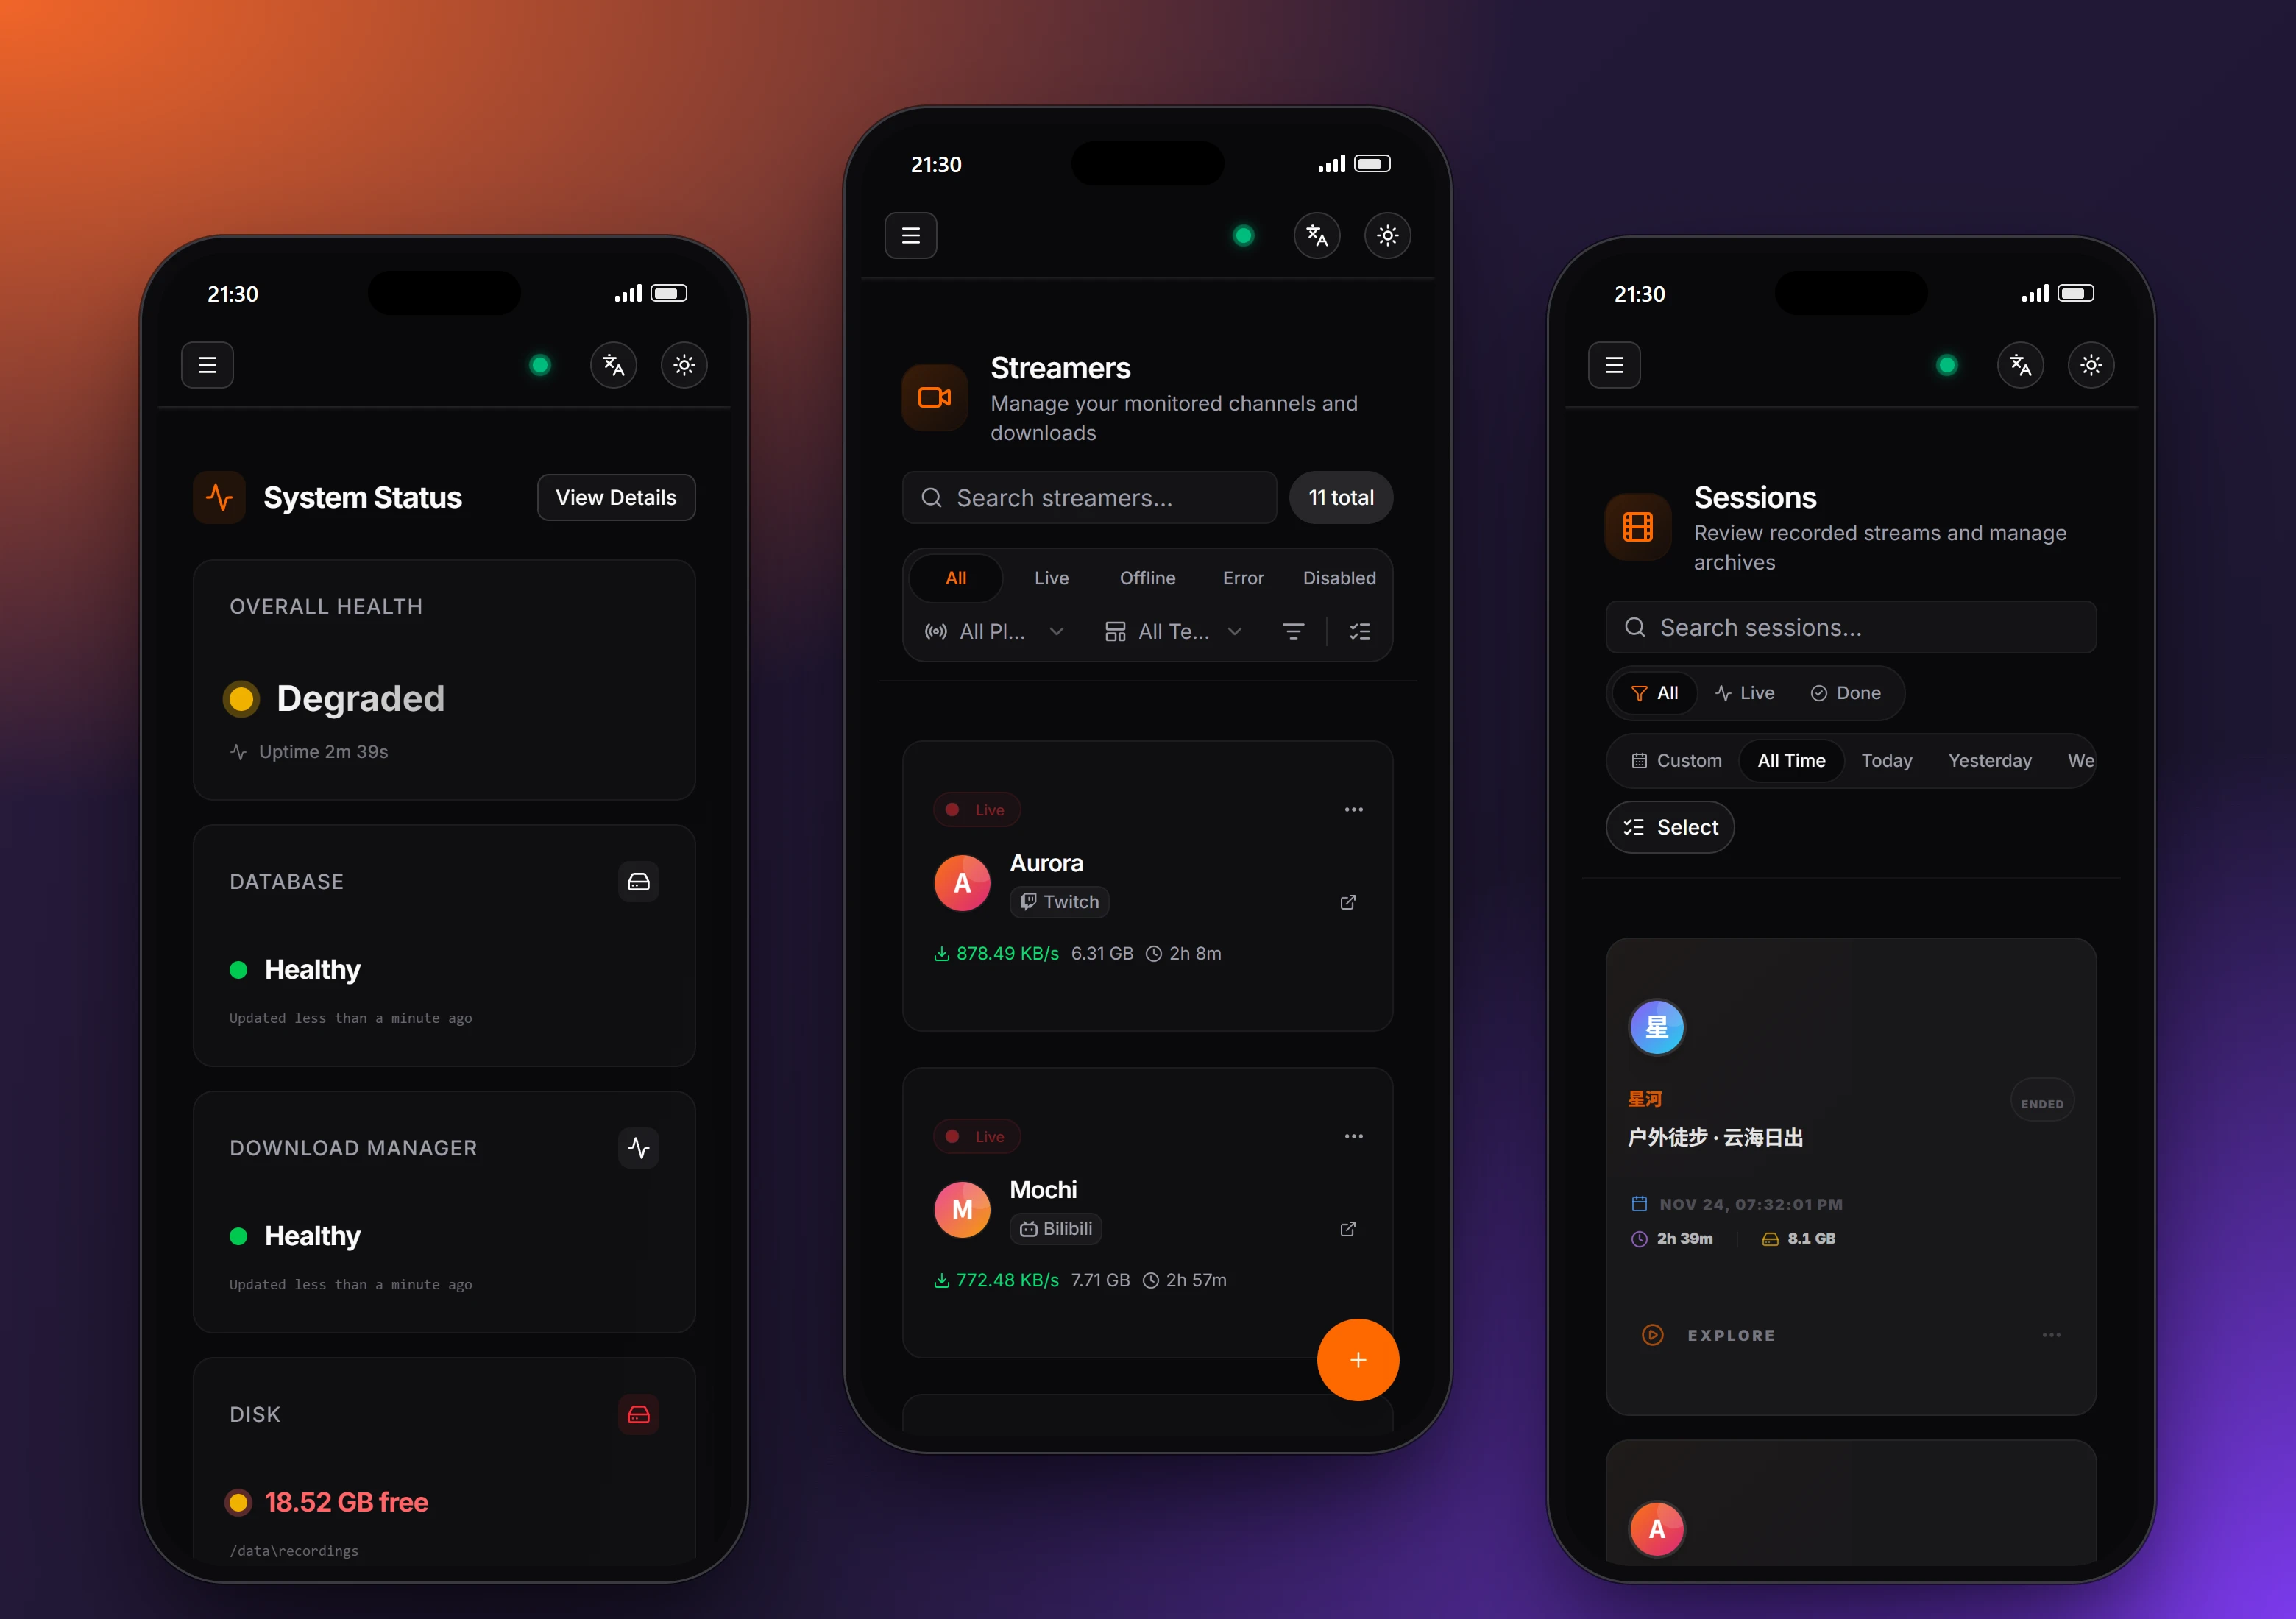 21:30
System Status
View Details
OVERALL HEALTH
Degraded
Uptime 2m 39s
DATABASE
Healthy
Updated less than a minute ago
DOWNLOAD MANAGER
Healthy
Updated less than a minute ago
DISK
18.52 GB free
/data\recordings
21:30
Streamers
Manage your monitored channels and
downloads
Search streamers...
11 total
All Live Offline Error Disabled
All Pl... All Te...
Live
A
Aurora
Twitch
878.49 KB/s 6.31 GB 2h 8m
Live
M
Mochi
Bilibili
772.48 KB/s 7.71 GB 2h 57m
+
21:30
Sessions
Review recorded streams and manage
archives
Search sessions...
All Live Done
Custom All Time Today Yesterday We
Select
星
星河
ENDED
户外徒步 · 云海日出
NOV 24, 07:32:01 PM
2h 39m 8.1 GB
EXPLORE
A